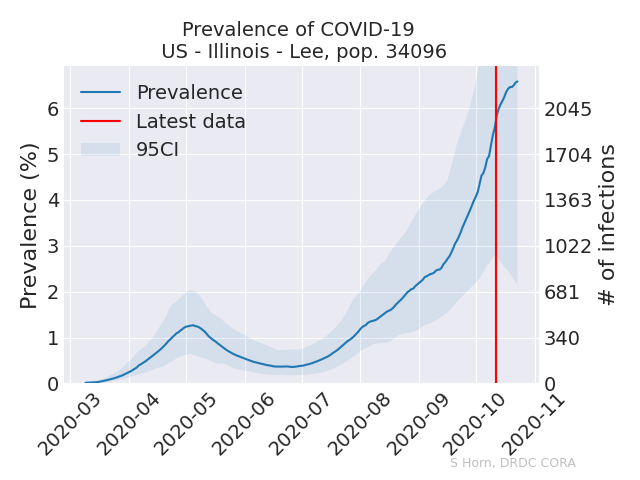 Prevalence of COVID-19
US - Illinois - Lee, pop. 34096
Prevalence
Latest data
95CI
Prevalence (%)
6
5
4
3
2
1
0
2045
1704
1363
1022
681
340
0
# of infections
2020-03
2020-04
2020-05
2020-06
2020-07
2020-08
2020-09
2020-10
2020-11
S Horn, DRDC CORA